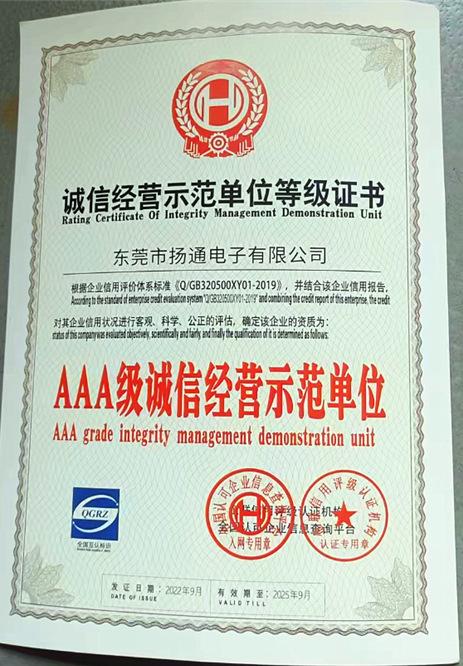 诚信经营示范单位等级证书
Rating Certificate Of Integrity Management Demonstration Unit
东莞市扬通电子有限公司
根据企业信用评价体系标准《Q/GB320500XY01-2019》，并结合该企业信用报告，
According to the standard of enterprise credit evaluation system "Q/GB320500XY01-2019" and combining the credit report of this enterprise, the credit
对其企业信用状况进行客观、科学、公正的评估，确定该企业的资质为：
status of this company was evaluated objectively, scientifically and fairly, and finally the qualification of it is determined as follows:
AAA级诚信经营示范单位
AAA grade integrity management demonstration unit
QGRZ
全国互认标识
入网专用章
认证专用章
发证日期：2022年9月
DATE OF ISSUE
有效期至：2025年9月
VALID TILL